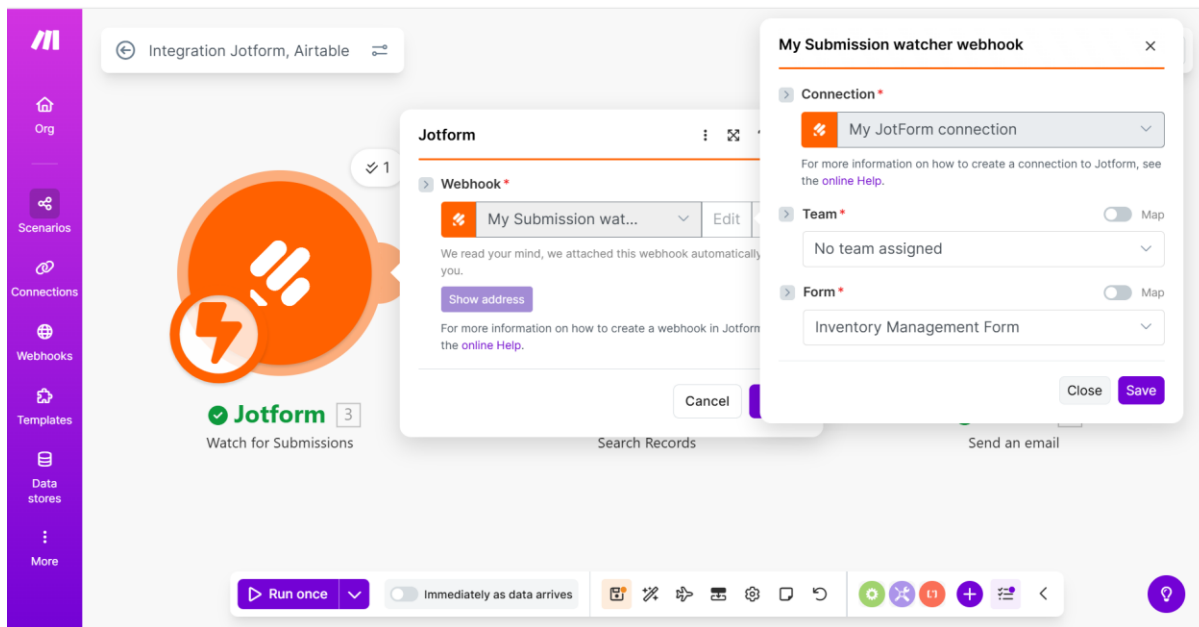 Integration Jotform, Airtable
Org
Scenarios
Connections
Webhooks
Templates
Data
stores
More
1
Jotform 3
Watch for Submissions
Jotform
Webhook *
My Submission wat...
Edit
We read your mind, we attached this webhook automatically
you.
Show address
For more information on how to create a webhook in Jotform
the online Help.
Cancel
Search Records
My Submission watcher webhook
Connection *
My JotForm connection
For more information on how to create a connection to Jotform, see
the online Help.
Team *
Map
No team assigned
Form *
Map
Inventory Management Form
Close
Save
Send an email
Run once
Immediately as data arrives